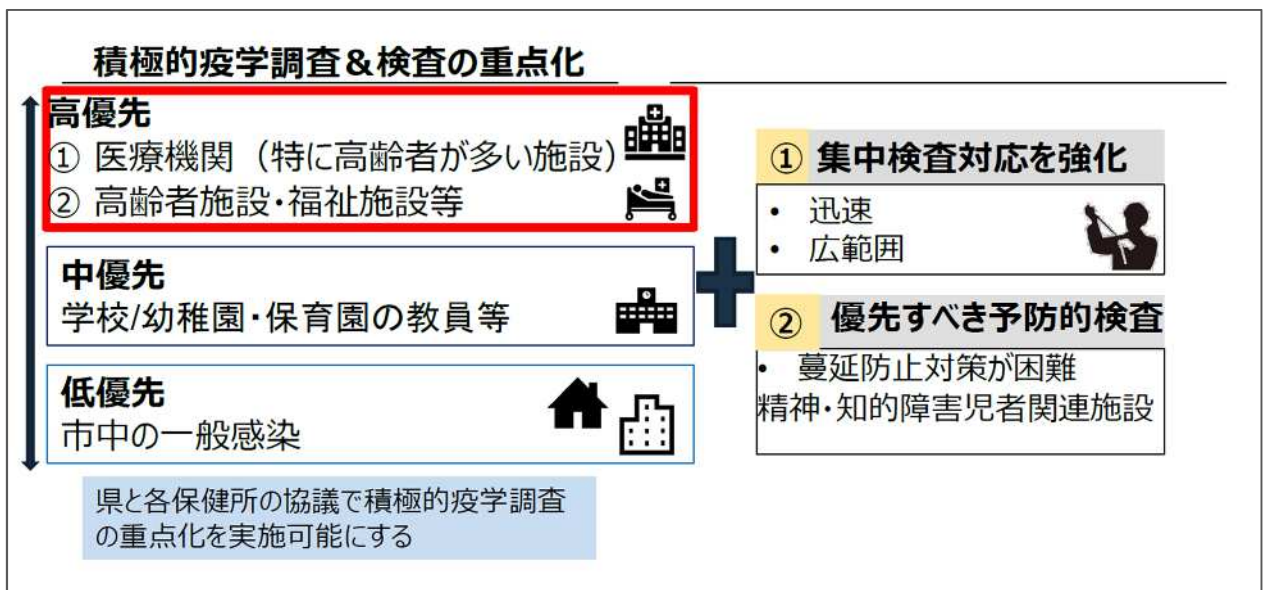 積極的疫学調査&検査の重点化
高優先
① 医療機関（特に高齢者が多い施設）
② 高齢者施設・福祉施設等
中優先
学校/幼稚園・保育園の教員等
低優先
市中の一般感染
県と各保健所の協議で積極的疫学調査
の重点化を実施可能にする
① 集中検査対応を強化
• 迅速
• 広範囲
② 優先すべき予防的検査
• 蔓延防止対策が困難
精神・知的障害児者関連施設